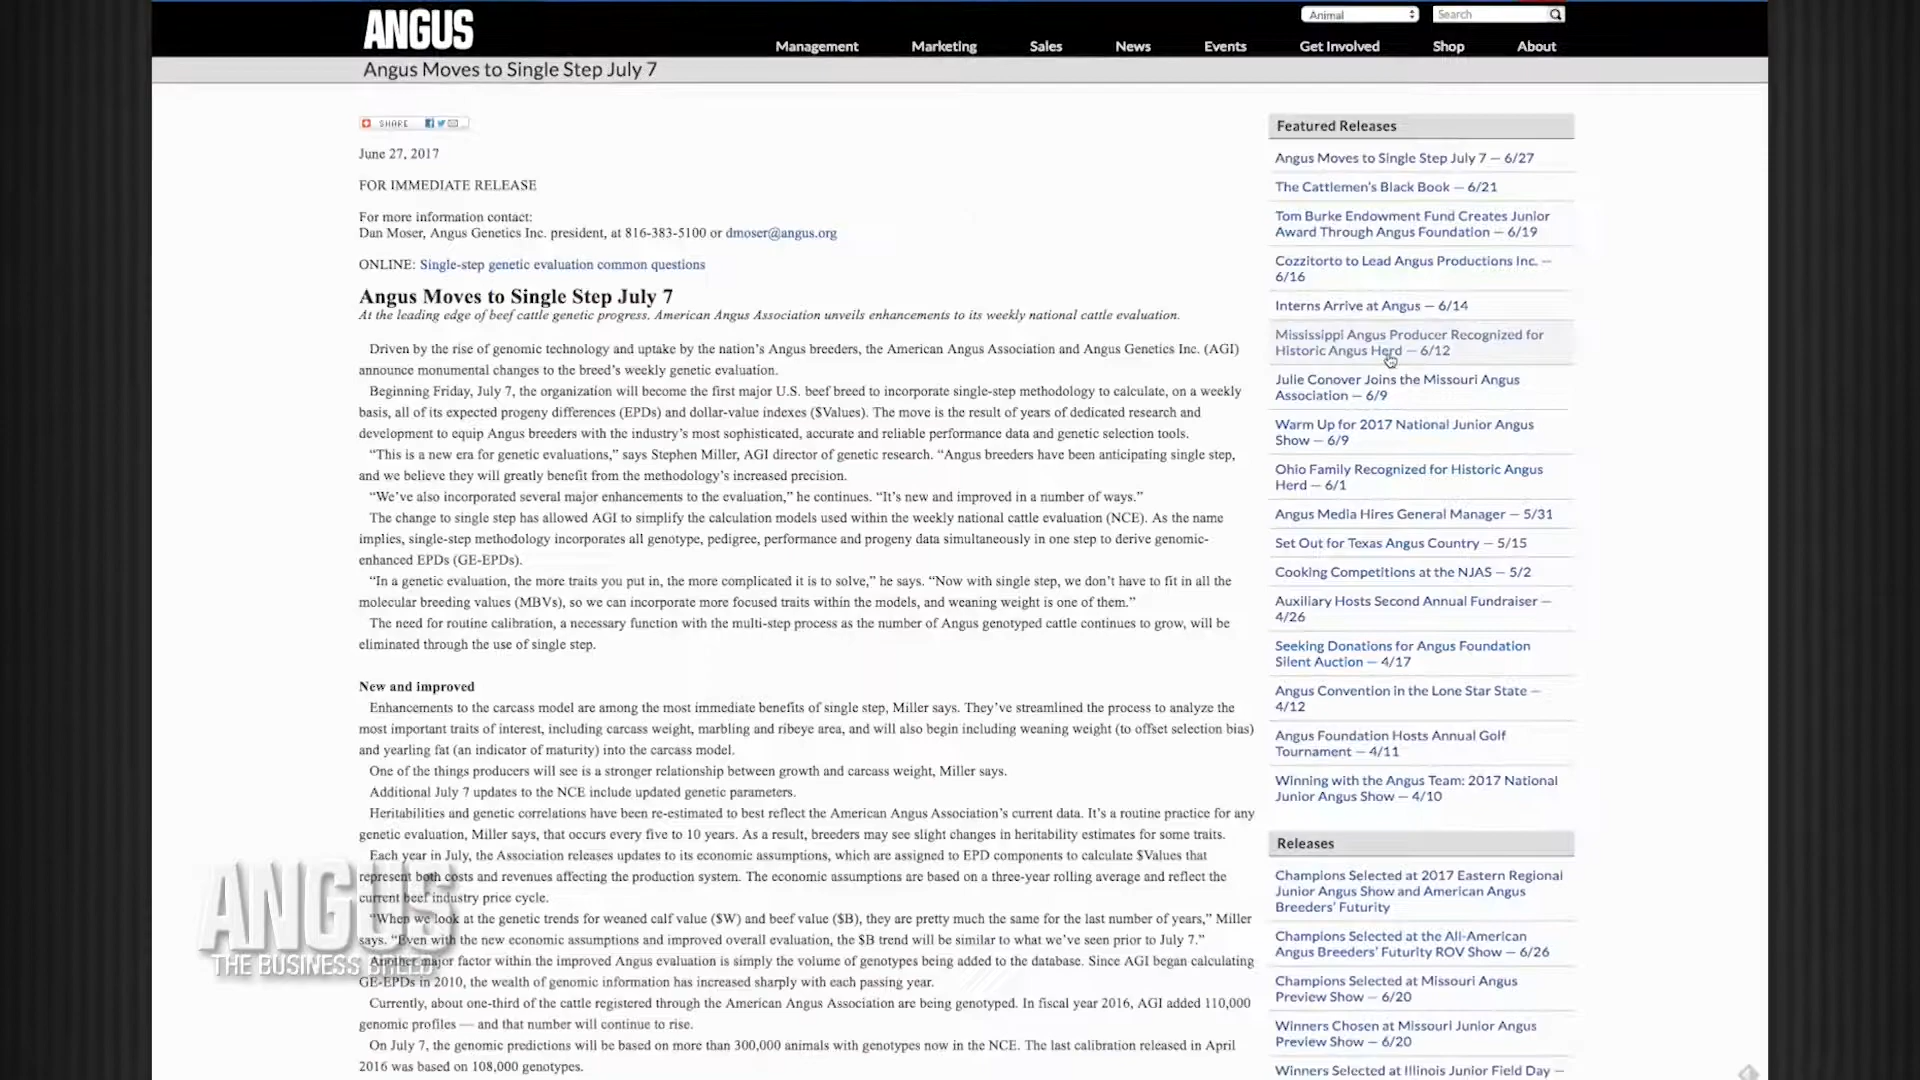 ANGUS
Animal
Search
Management Marketing Sales News Events Get Involved Shop About
Angus Moves to Single Step July 7
SHARE
June 27, 2017
FOR IMMEDIATE RELEASE
For more information contact:
Dan Moser, Angus Genetics Inc. president, at 816-383-5100 or dmoser@angus.org
ONLINE: Single-step genetic evaluation common questions
Angus Moves to Single Step July 7
At the leading edge of beef cattle genetic progress, American Angus Association unveils enhancements to its weekly national cattle evaluation.
Driven by the rise of genomic technology and uptake by the nation's Angus breeders, the American Angus Association and Angus Genetics Inc. (AGI)
announce monumental changes to the breed's weekly genetic evaluation.
Beginning Friday, July 7, the organization will become the first major U.S. beef breed to incorporate single-step methodology to calculate, on a weekly
basis, all of its expected progeny differences (EPDs) and dollar-value indexes ($Values). The move is the result of years of dedicated research and
development to equip Angus breeders with the industry's most sophisticated, accurate and reliable performance data and genetic selection tools.
"This is a new era for genetic evaluations," says Stephen Miller, AGI director of genetic research. "Angus breeders have been anticipating single step,
and we believe they will greatly benefit from the methodology's increased precision.
"We've also incorporated several major enhancements to the evaluation," he continues. "It's new and improved in a number of ways."
The change to single step has allowed AGI to simplify the calculation models used within the weekly national cattle evaluation (NCE). As the name
implies, single-step methodology incorporates all genotype, pedigree, performance and progeny data simultaneously in one step to derive genomic-
enhanced EPDs (GE-EPDs).
"In a genetic evaluation, the more traits you put in, the more complicated it is to solve," he says. "Now with single step, we don't have to fit in all the
molecular breeding values (MBVs), so we can incorporate more focused traits within the models, and weaning weight is one of them."
The need for routine calibration, a necessary function with the multi-step process as the number of Angus genotyped cattle continues to grow, will be
eliminated through the use of single step.
New and improved
Enhancements to the carcass model are among the most immediate benefits of single step, Miller says. They've streamlined the process to analyze the
most important traits of interest, including carcass weight, marbling and ribeye area, and will also begin including weaning weight (to offset selection bias)
and yearling fat (an indicator of maturity) into the carcass model.
One of the things producers will see is a stronger relationship between growth and carcass weight, Miller says.
Additional July 7 updates to the NCE include updated genetic parameters.
Heritabilities and genetic correlations have been re-estimated to best reflect the American Angus Association's current data. It's a routine practice for any
genetic evaluation, Miller says, that occurs every five to 10 years. As a result, breeders may see slight changes in heritability estimates for some traits.
Each year in July, the Association releases updates to its economic assumptions, which are assigned to EPD components to calculate $Values that
represent both costs and revenues affecting the production system. The economic assumptions are based on a three-year rolling average and reflect the
current beef industry price cycle.
"When we look at the genetic trends for weaned calf value ($W) and beef value ($B), they are pretty much the same for the last number of years," Miller
says. "Even with the new economic assumptions and improved overall evaluation, the $B trend will be similar to what we've seen prior to July 7."
Another major factor within the improved Angus evaluation is simply the volume of genotypes being added to the database. Since AGI began calculating
GE-EPDs in 2010, the wealth of genomic information has increased sharply with each passing year.
Currently, about one-third of the cattle registered through the American Angus Association are being genotyped. In fiscal year 2016, AGI added 110,000
genomic profiles — and that number will continue to rise.
On July 7, the genomic predictions will be based on more than 300,000 animals with genotypes now in the NCE. The last calibration released in April
2016 was based on 108,000 genotypes.
Featured Releases
Angus Moves to Single Step July 7 — 6/27
The Cattlemen's Black Book — 6/21
Tom Burke Endowment Fund Creates Junior
Award Through Angus Foundation — 6/19
Cozzitorto to Lead Angus Productions Inc. —
6/16
Interns Arrive at Angus — 6/14
Mississippi Angus Producer Recognized for
Historic Angus Herd — 6/12
Julie Conover Joins the Missouri Angus
Association — 6/9
Warm Up for 2017 National Junior Angus
Show — 6/9
Ohio Family Recognized for Historic Angus
Herd — 6/1
Angus Media Hires General Manager — 5/31
Set Out for Texas Angus Country — 5/15
Cooking Competitions at the NJAS — 5/2
Auxiliary Hosts Second Annual Fundraiser —
4/26
Seeking Donations for Angus Foundation
Silent Auction — 4/17
Angus Convention in the Lone Star State —
4/12
Angus Foundation Hosts Annual Golf
Tournament — 4/11
Winning with the Angus Team: 2017 National
Junior Angus Show — 4/10
Releases
Champions Selected at 2017 Eastern Regional
Junior Angus Show and American Angus
Breeders' Futurity
Champions Selected at the All-American
Angus Breeders' Futurity ROV Show — 6/26
Champions Selected at Missouri Angus
Preview Show — 6/20
Winners Chosen at Missouri Junior Angus
Preview Show — 6/20
Winners Selected at Illinois Junior Field Day —
ANGUS
THE BUSINESS BREED